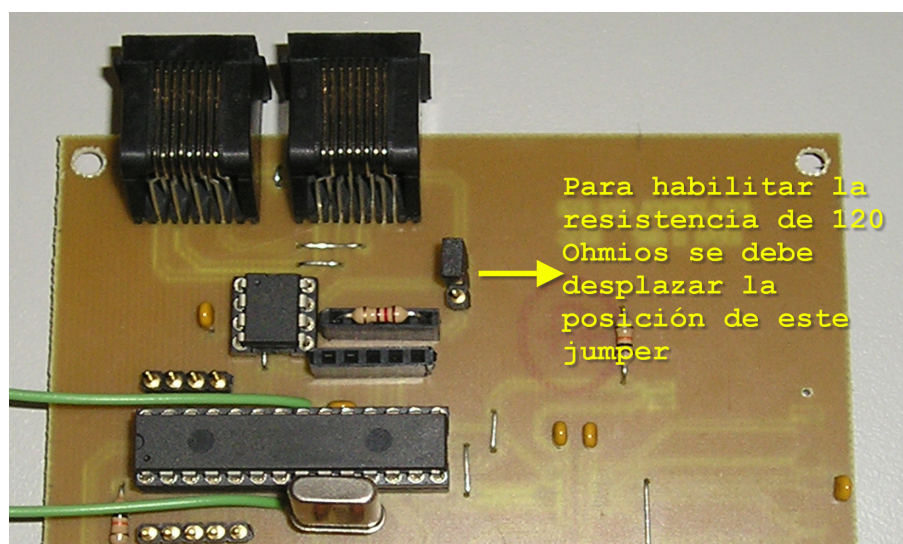 Para habilitar la
resistencia de 120
Ohmios se debe
desplazar la
posición de este
jumper